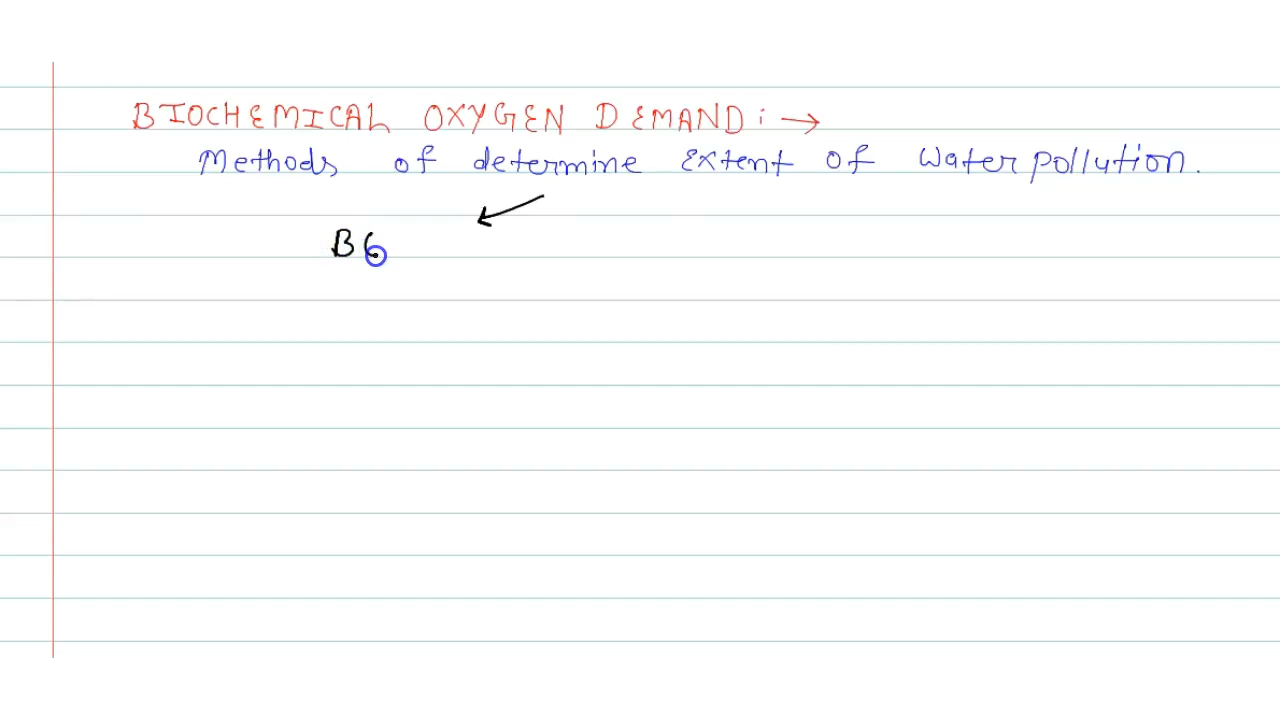 BIOCHEMICAL OXYGEN DEMAND: →
Methods of determine Extent of Water pollution.
B